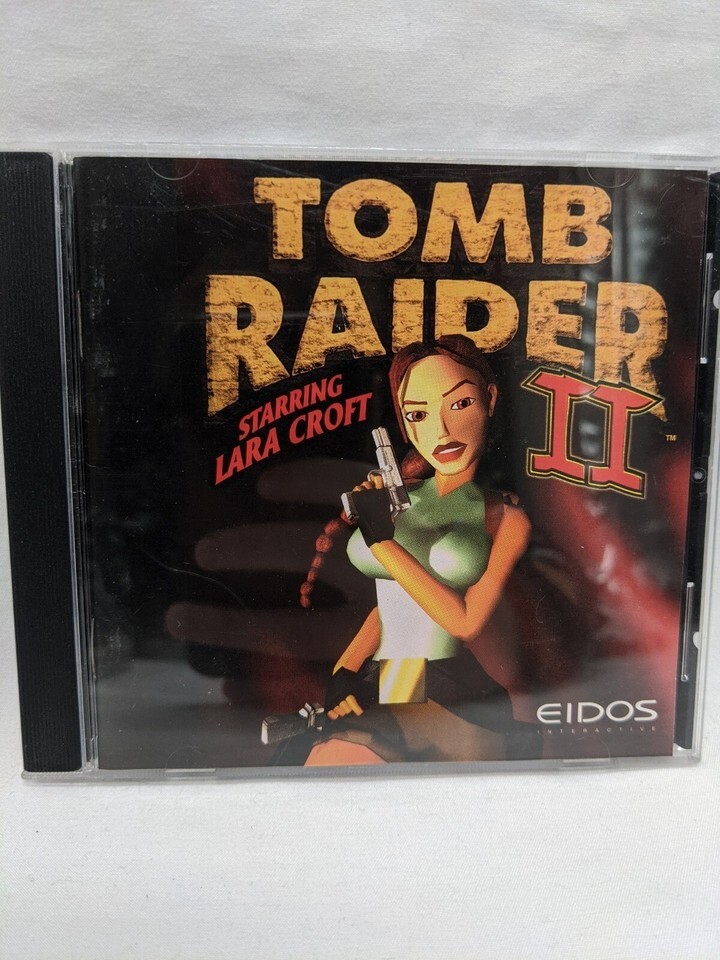 TOMB
RAIDER
II
™
STARRING
LARA CROFT
EIDOS
INTERACTIVE